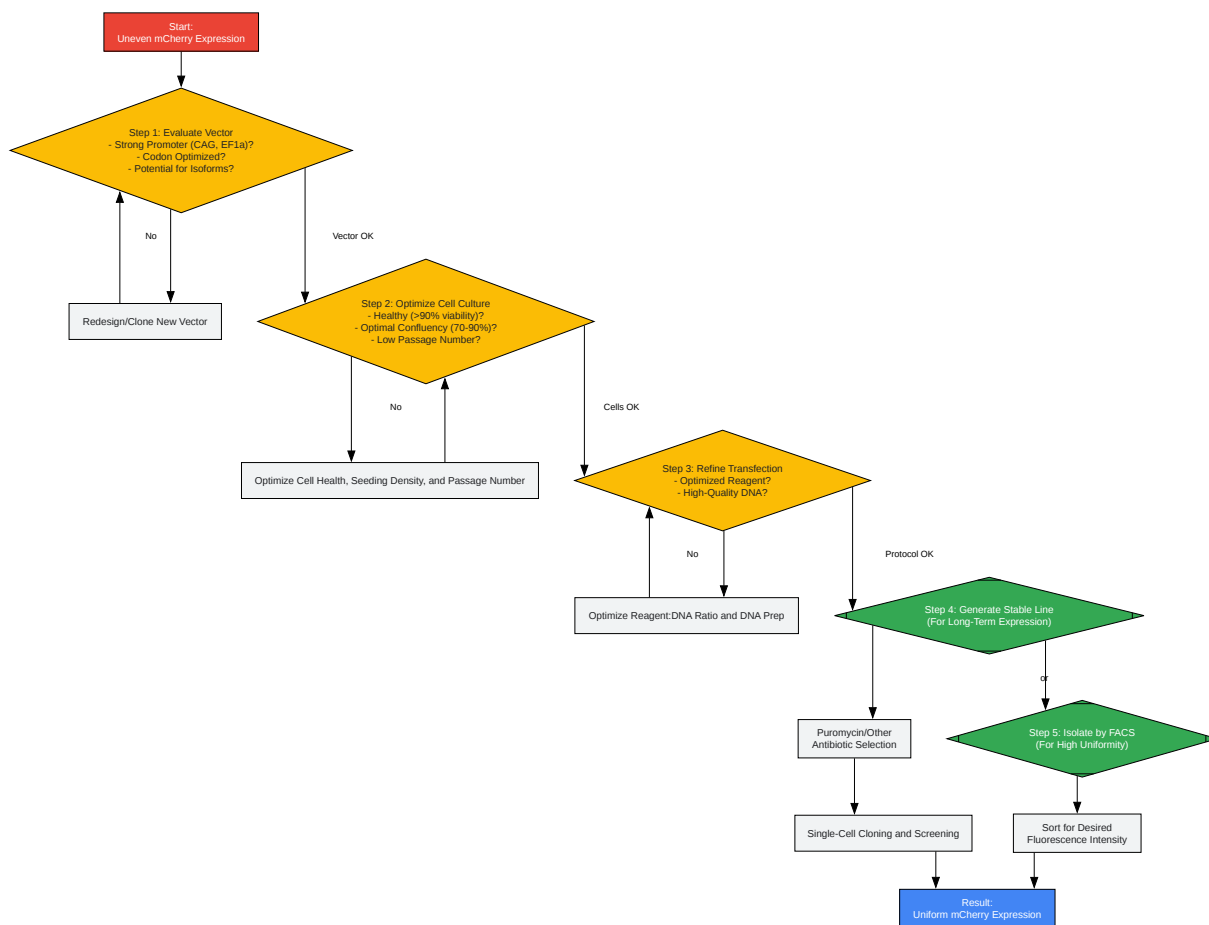 Start:
Uneven mCherry Expression
Step 1: Evaluate Vector
- Strong Promoter (CAG, EF1a)?
- Codon Optimized?
- Potential for Isoforms?
No
Vector OK
Redesign/Clone New Vector
Step 2: Optimize Cell Culture
- Healthy (>90% viability)?
- Optimal Confluency (70-90%)?
- Low Passage Number?
No
Cells OK
Optimize Cell Health, Seeding Density, and Passage Number
Step 3: Refine Transfection
- Optimized Reagent?
- High-Quality DNA?
No
Protocol OK
Optimize Reagent:DNA Ratio and DNA Prep
Step 4: Generate Stable Line
(For Long-Term Expression)
or
Puromycin/Other
Antibiotic Selection
Step 5: Isolate by FACS
(For High Uniformity)
Single-Cell Cloning and Screening
Sort for Desired
Fluorescence Intensity
Result:
Uniform mCherry Expression